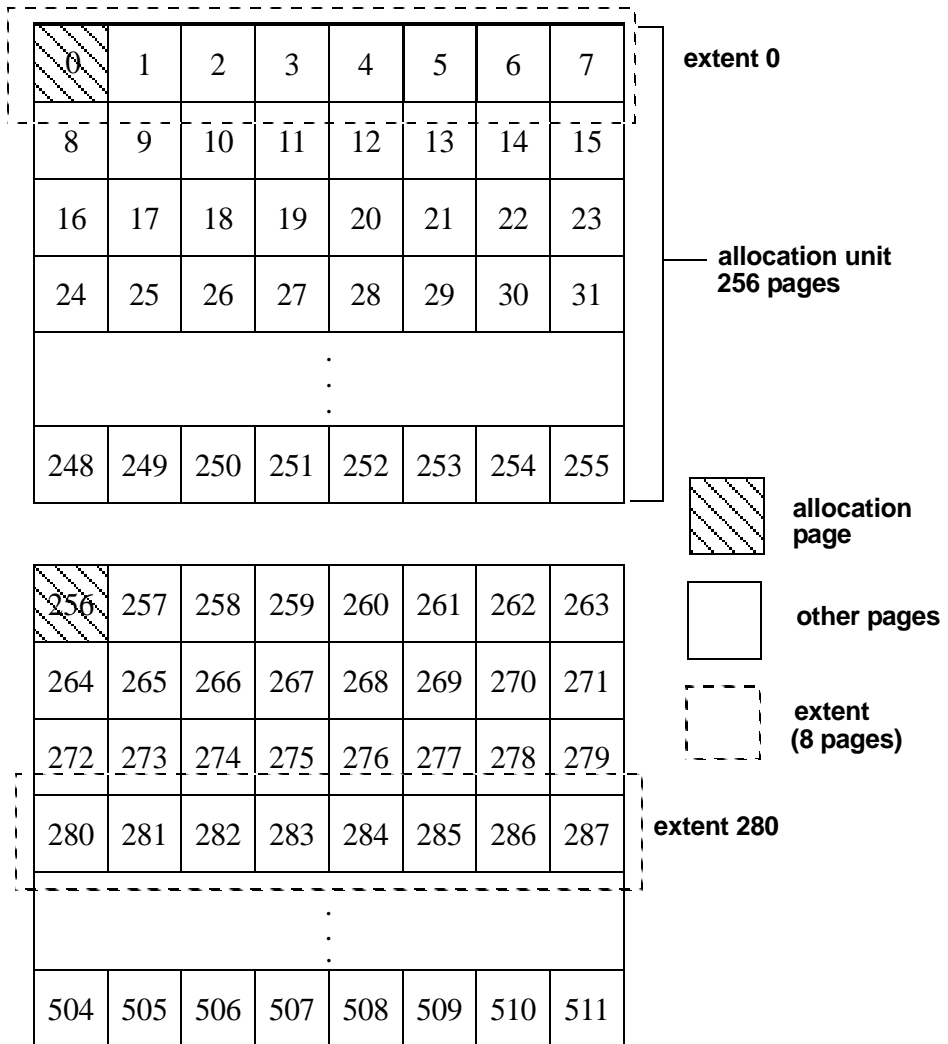 0 1 2 3 4 5 6 7
extent 0
8 9 10 11 12 13 14 15
16 17 18 19 20 21 22 23
allocation unit
256 pages
24 25 26 27 28 29 30 31
.
.
.
248 249 250 251 252 253 254 255
allocation
page
256 257 258 259 260 261 262 263
other pages
264 265 266 267 268 269 270 271
extent
(8 pages)
272 273 274 275 276 277 278 279
280 281 282 283 284 285 286 287
extent 280
.
.
.
504 505 506 507 508 509 510 511